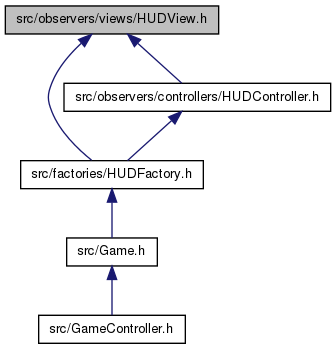 src/observers/views/HUDView.h
src/observers/controllers/HUDController.h
src/factories/HUDFactory.h
src/Game.h
src/GameController.h